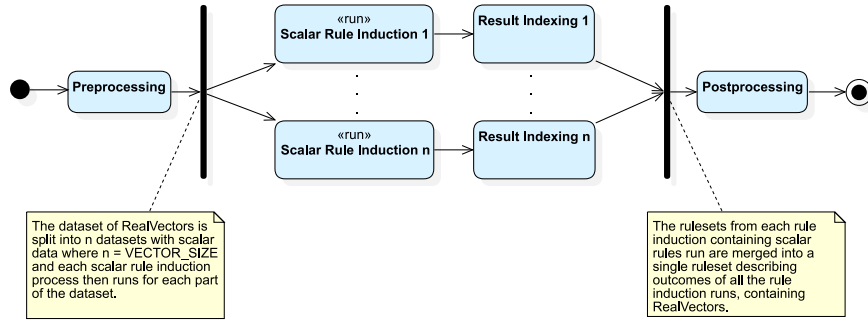 «run»
Scalar Rule Induction 1
Result Indexing 1
Preprocessing
Postprocessing
«run»
Scalar Rule Induction n
Result Indexing n
The dataset of RealVectors is
split into n datasets with scalar
data where n = VECTOR_SIZE
and each scalar rule induction
process then runs for each part
of the dataset.
The rulesets from each rule
induction containing scalar
rules run are merged into a
single ruleset describing
outcomes of all the rule
induction runs, containing
RealVectors.